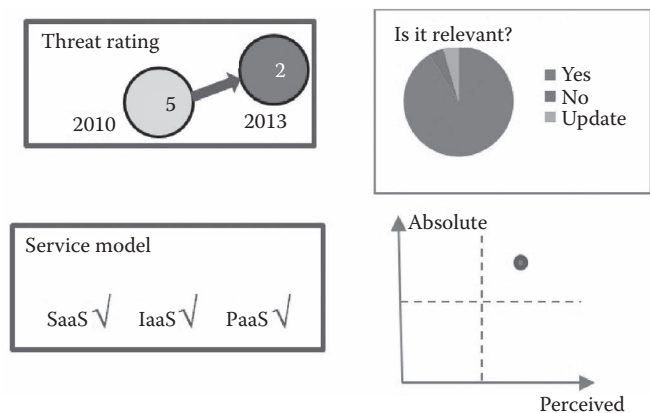 Threat rating
5
2
2010
2013
Is it relevant?
Yes
No
Update
Service model
SaaS √ IaaS √ PaaS √
Absolute
Perceived